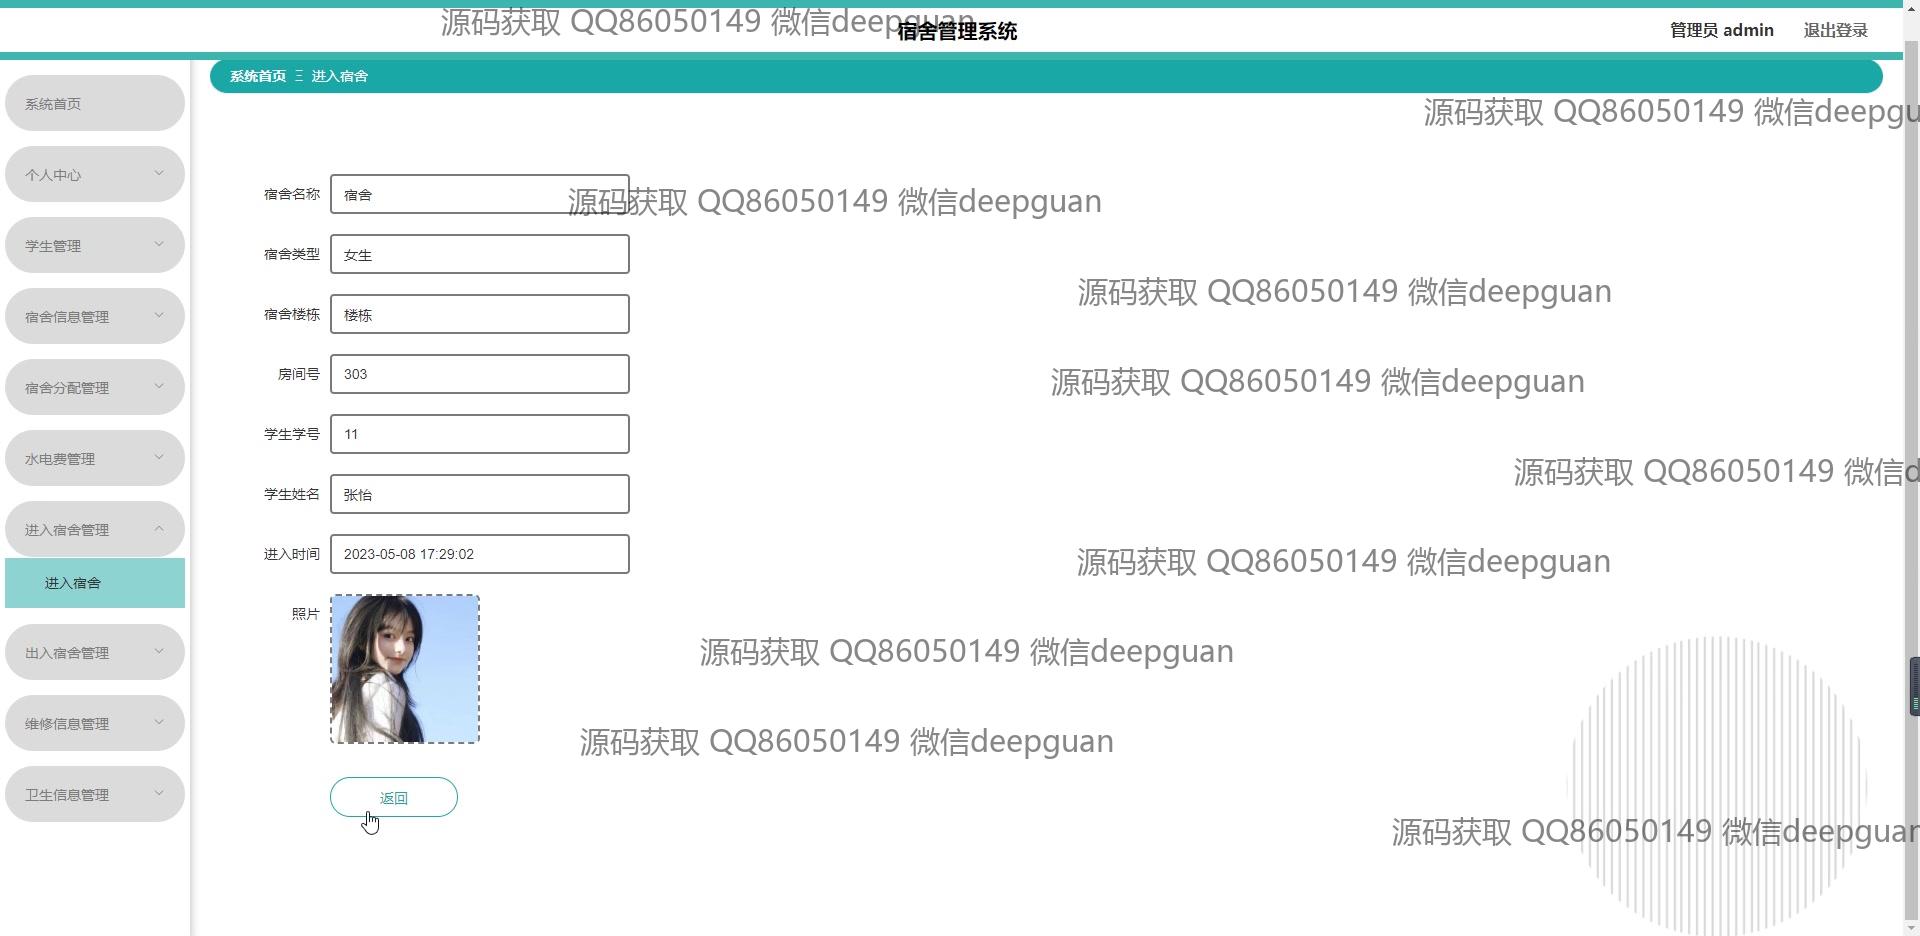 源码获取 QQ86050149 微信deepguan
宿舍管理系统
管理员 admin
退出登录
系统首页 Ξ 进入宿舍
系统首页
个人中心
学生管理
宿舍信息管理
宿舍分配管理
水电费管理
进入宿舍管理
进入宿舍
出入宿舍管理
维修信息管理
卫生信息管理
源码获取 QQ86050149 微信deepgu
宿舍名称 宿舍
源码获取 QQ86050149 微信deepguan
宿舍类型 女生
源码获取 QQ86050149 微信deepguan
宿舍楼栋 楼栋
房间号 303
源码获取 QQ86050149 微信deepguan
学生学号 11
源码获取 QQ86050149 微信d
学生姓名 张怡
进入时间 2023-05-08 17:29:02
源码获取 QQ86050149 微信deepguan
照片
源码获取 QQ86050149 微信deepguan
源码获取 QQ86050149 微信deepguan
返回
源码获取 QQ86050149 微信deepguan